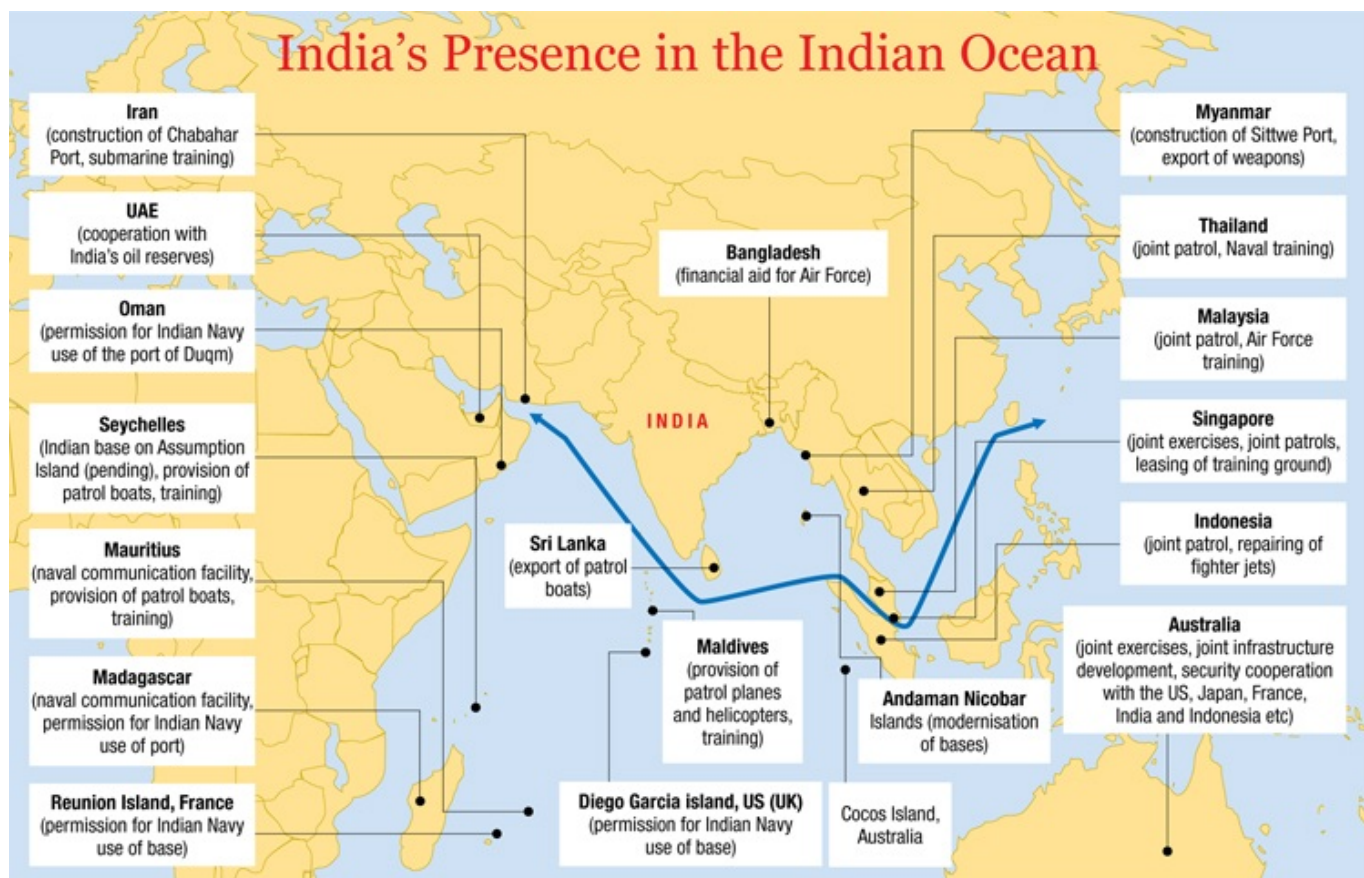 India's Presence in the Indian Ocean
Iran
(construction of Chabahar
Port, submarine training)
UAE
(cooperation with
India's oil reserves)
Oman
(permission for Indian Navy
use of the port of Duqm)
Seychelles
(Indian base on Assumption
Island (pending), provision of
patrol boats, training)
Mauritius
(naval communication facility,
provision of patrol boats,
training)
Madagascar
(naval communication facility,
permission for Indian Navy
use of port)
Reunion Island, France
(permission for Indian Navy
use of base)
Bangladesh
(financial aid for Air Force)
INDIA
Sri Lanka
(export of patrol
boats)
Maldives
(provision of
patrol planes
and helicopters,
training)
Diego Garcia island, US (UK)
(permission for Indian Navy
use of base)
Cocos Island,
Australia
Andaman Nicobar
Islands (modernisation
of bases)
Myanmar
(construction of Sittwe Port,
export of weapons)
Thailand
(joint patrol, Naval training)
Malaysia
(joint patrol, Air Force
training)
Singapore
(joint exercises, joint patrols,
leasing of training ground)
Indonesia
(joint patrol, repairing of
fighter jets)
Australia
(joint exercises, joint infrastructure
development, security cooperation
with the US, Japan, France,
India and Indonesia etc)